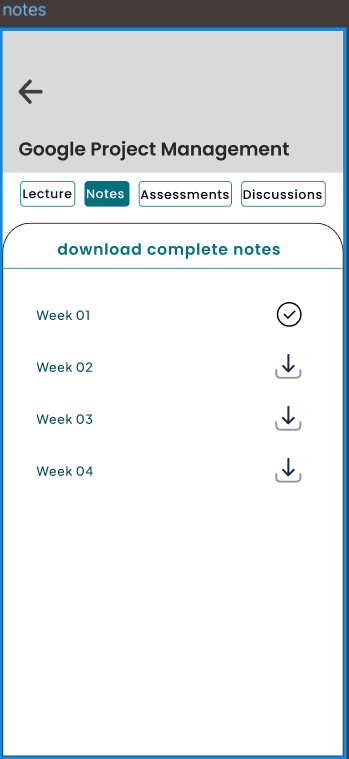 notes
Google Project Management
Lecture Notes Assessments Discussions
download complete notes
Week 01
Week 02
Week 03
Week 04